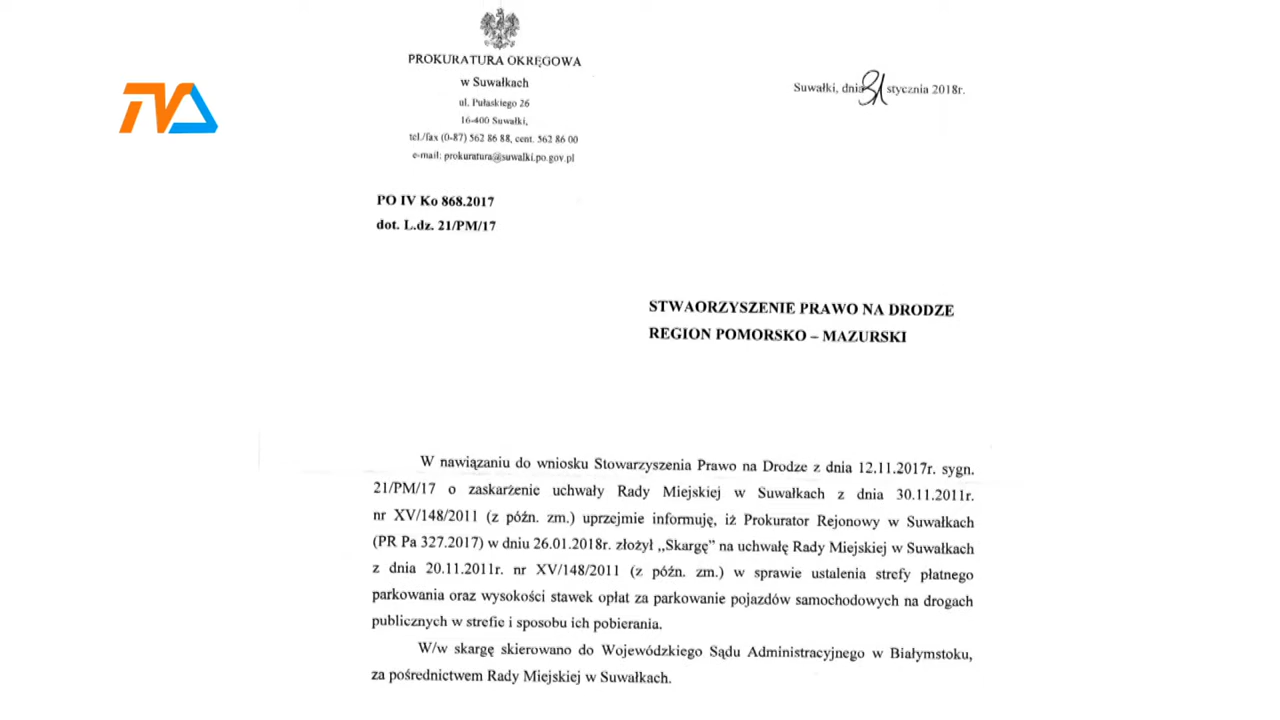 TVA
PROKURATURA OKRĘGOWA
w Suwałkach
ul. Pułaskiego 26
16-400 Suwałki,
tel./fax (0-87) 562 86 88, cent. 562 86 00
e-mail: prokuratura@suwalki.po.gov.pl
Suwałki, dnia 31 stycznia 2018r.
PO IV Ko 868.2017
dot. L.dz. 21/PM/17
STWAORZYSZENIE PRAWO NA DRODZE
REGION POMORSKO – MAZURSKI
W nawiązaniu do wniosku Stowarzyszenia Prawo na Drodze z dnia 12.11.2017r. sygn.
21/PM/17 o zaskarżenie uchwały Rady Miejskiej w Suwałkach z dnia 30.11.2011r.
nr XV/148/2011 (z późn. zm.) uprzejmie informuję, iż Prokurator Rejonowy w Suwałkach
(PR Pa 327.2017) w dniu 26.01.2018r. złożył ,,Skargę" na uchwałę Rady Miejskiej w Suwałkach
z dnia 20.11.2011r. nr XV/148/2011 (z późn. zm.) w sprawie ustalenia strefy płatnego
parkowania oraz wysokości stawek opłat za parkowanie pojazdów samochodowych na drogach
publicznych w strefie i sposobu ich pobierania.
W/w skargę skierowano do Wojewódzkiego Sądu Administracyjnego w Białymstoku,
za pośrednictwem Rady Miejskiej w Suwałkach.